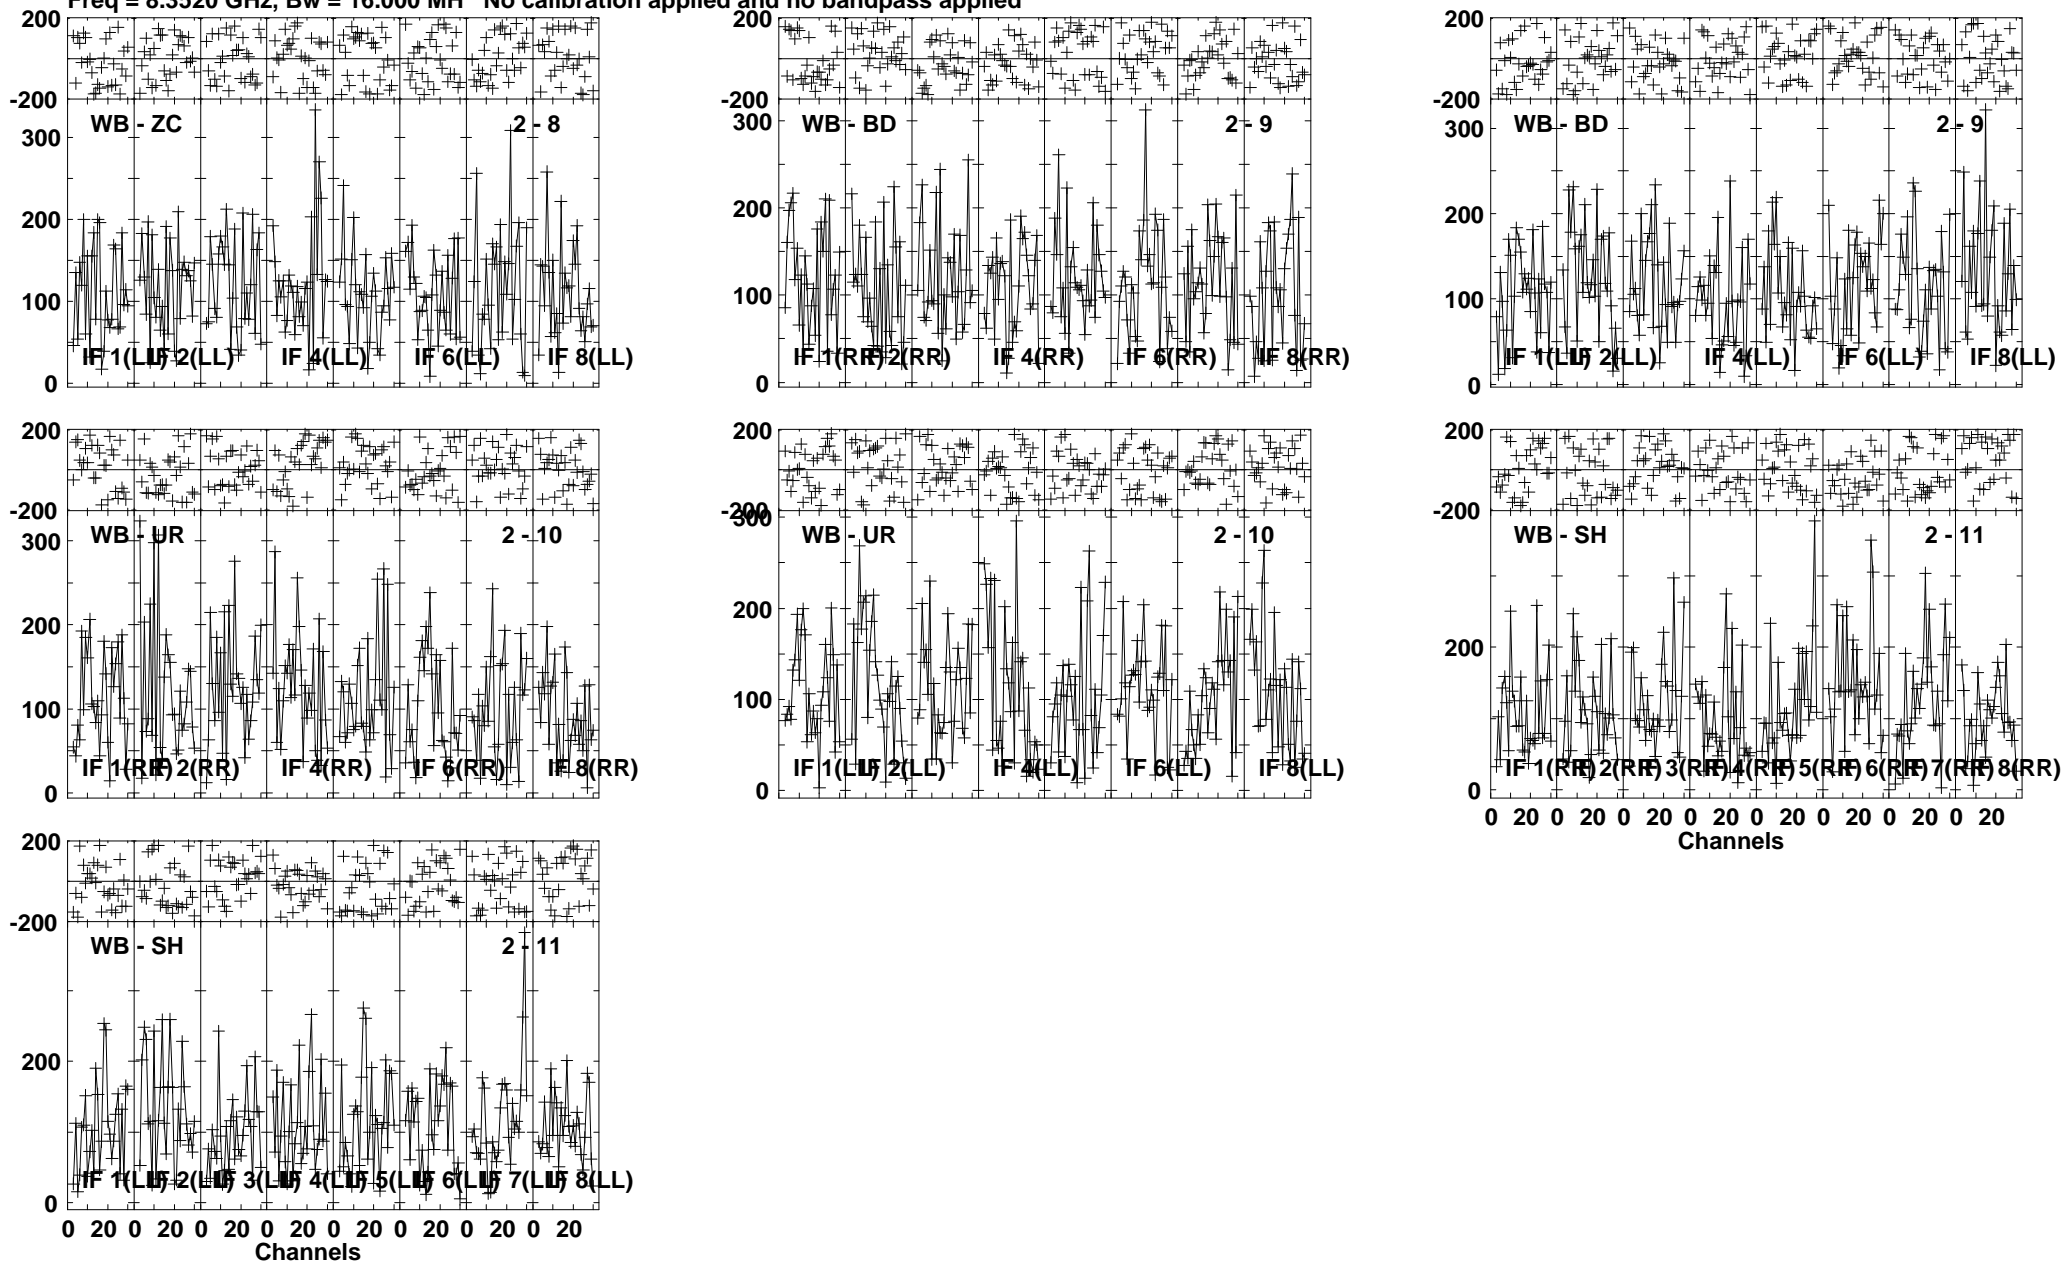 Freq = 8.3520 GHz, Bw = 16.000 MH   No calibration applied and no bandpass applied
200
-200
WB - ZC 2 - 8
300
200
100
0
IF 1(LL) IF 2(LL) IF 4(LL) IF 6(LL) IF 8(LL)
200
-200
WB - BD 2 - 9
300
200
100
0
IF 1(RR) IF 2(RR) IF 4(RR) IF 6(RR) IF 8(RR)
200
-200
WB - BD 2 - 9
300
200
100
0
IF 1(LL) IF 2(LL) IF 4(LL) IF 6(LL) IF 8(LL)
200
-200
WB - UR 2 - 10
300
200
100
0
IF 1(RR) IF 2(RR) IF 4(RR) IF 6(RR) IF 8(RR)
200
-200
300
WB - UR 2 - 10
200
100
0
IF 1(LL) IF 2(LL) IF 4(LL) IF 6(LL) IF 8(LL)
200
-200
WB - SH 2 - 11
200
0
IF 1(RR) IF 2(RR) IF 3(RR) IF 4(RR) IF 5(RR) IF 6(RR) IF 7(RR) IF 8(RR)
0 20 0 20 0 20 0 20 0 20 0 20 0 20 0 20
Channels
200
-200
WB - SH 2 - 11
200
0
IF 1(LL) IF 2(LL) IF 3(LL) IF 4(LL) IF 5(LL) IF 6(LL) IF 7(LL) IF 8(LL)
0 20 0 20 0 20 0 20 0 20 0 20 0 20 0 20
Channels